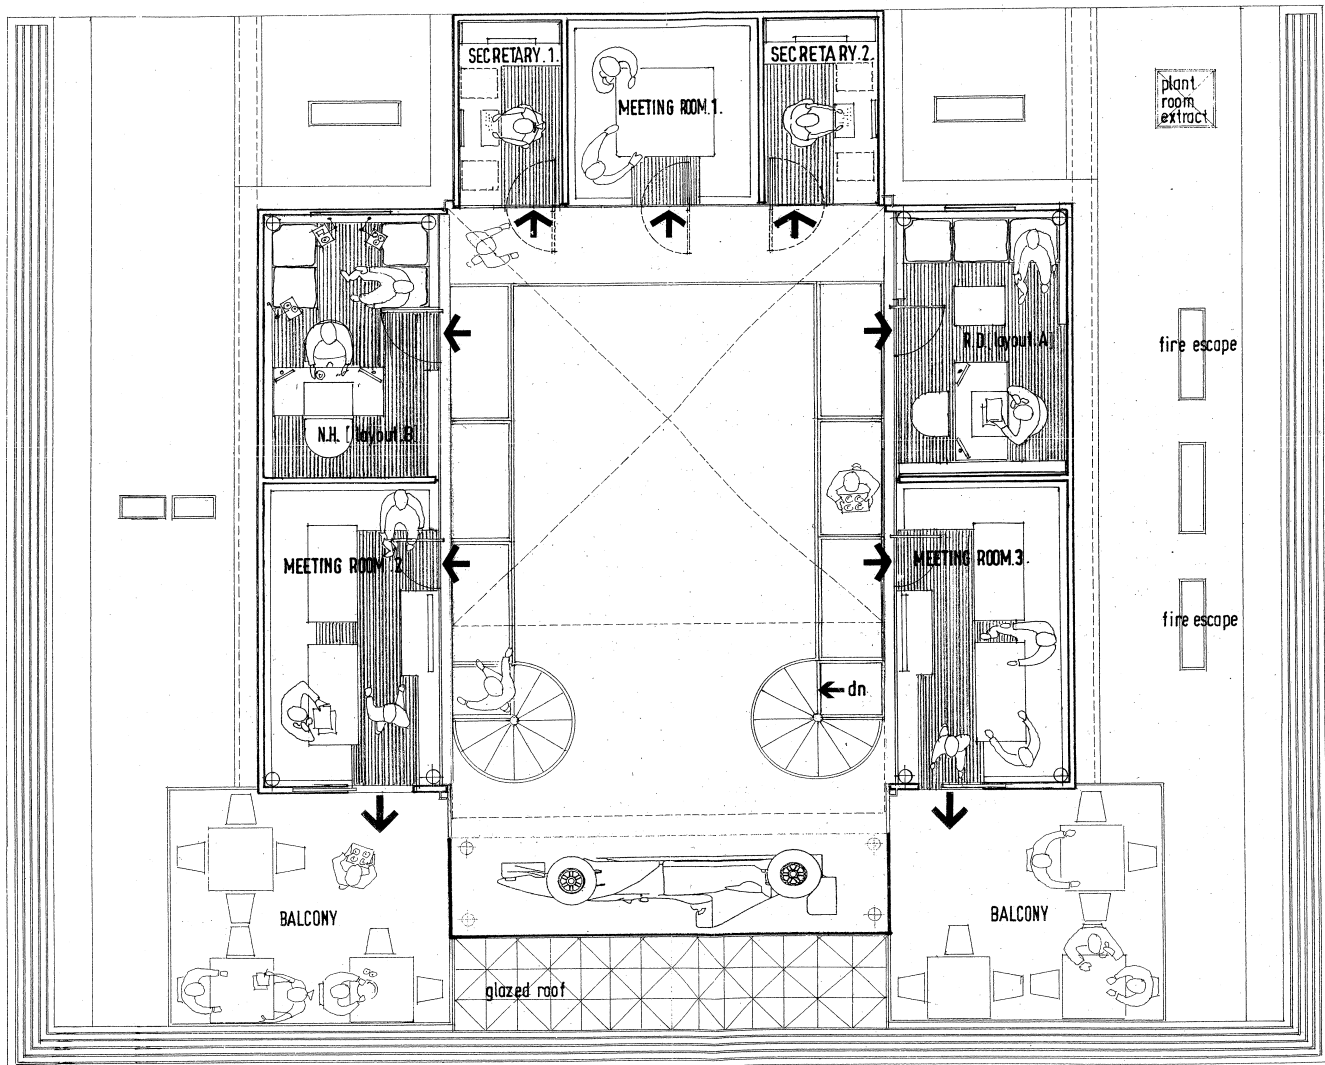 SECRETARY.1.
SECRETARY.2.
MEETING ROOM.1.
plant
room
extract
fire escape
R.D. layout.A
N.H. [ layout.B
MEETING ROOM .2
MEETING ROOM.3.
fire escape
dn
BALCONY
BALCONY
glazed roof